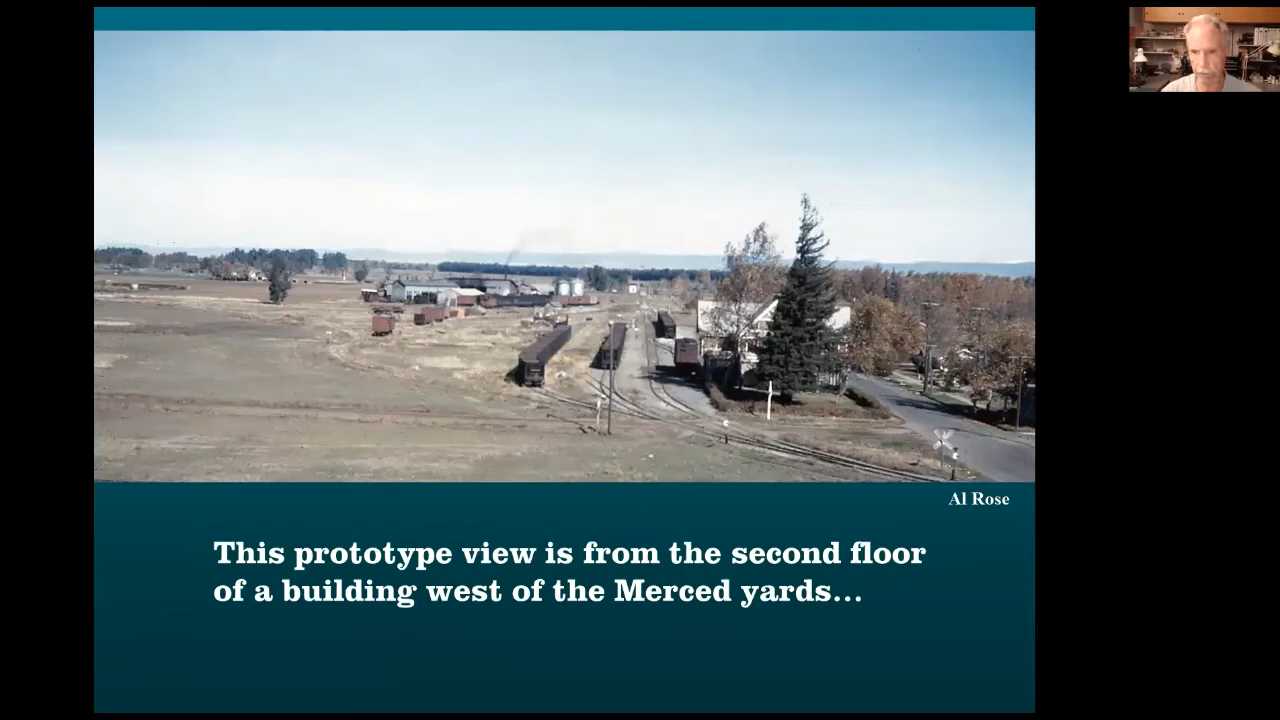 Al Rose
This prototype view is from the second floor
of a building west of the Merced yards...